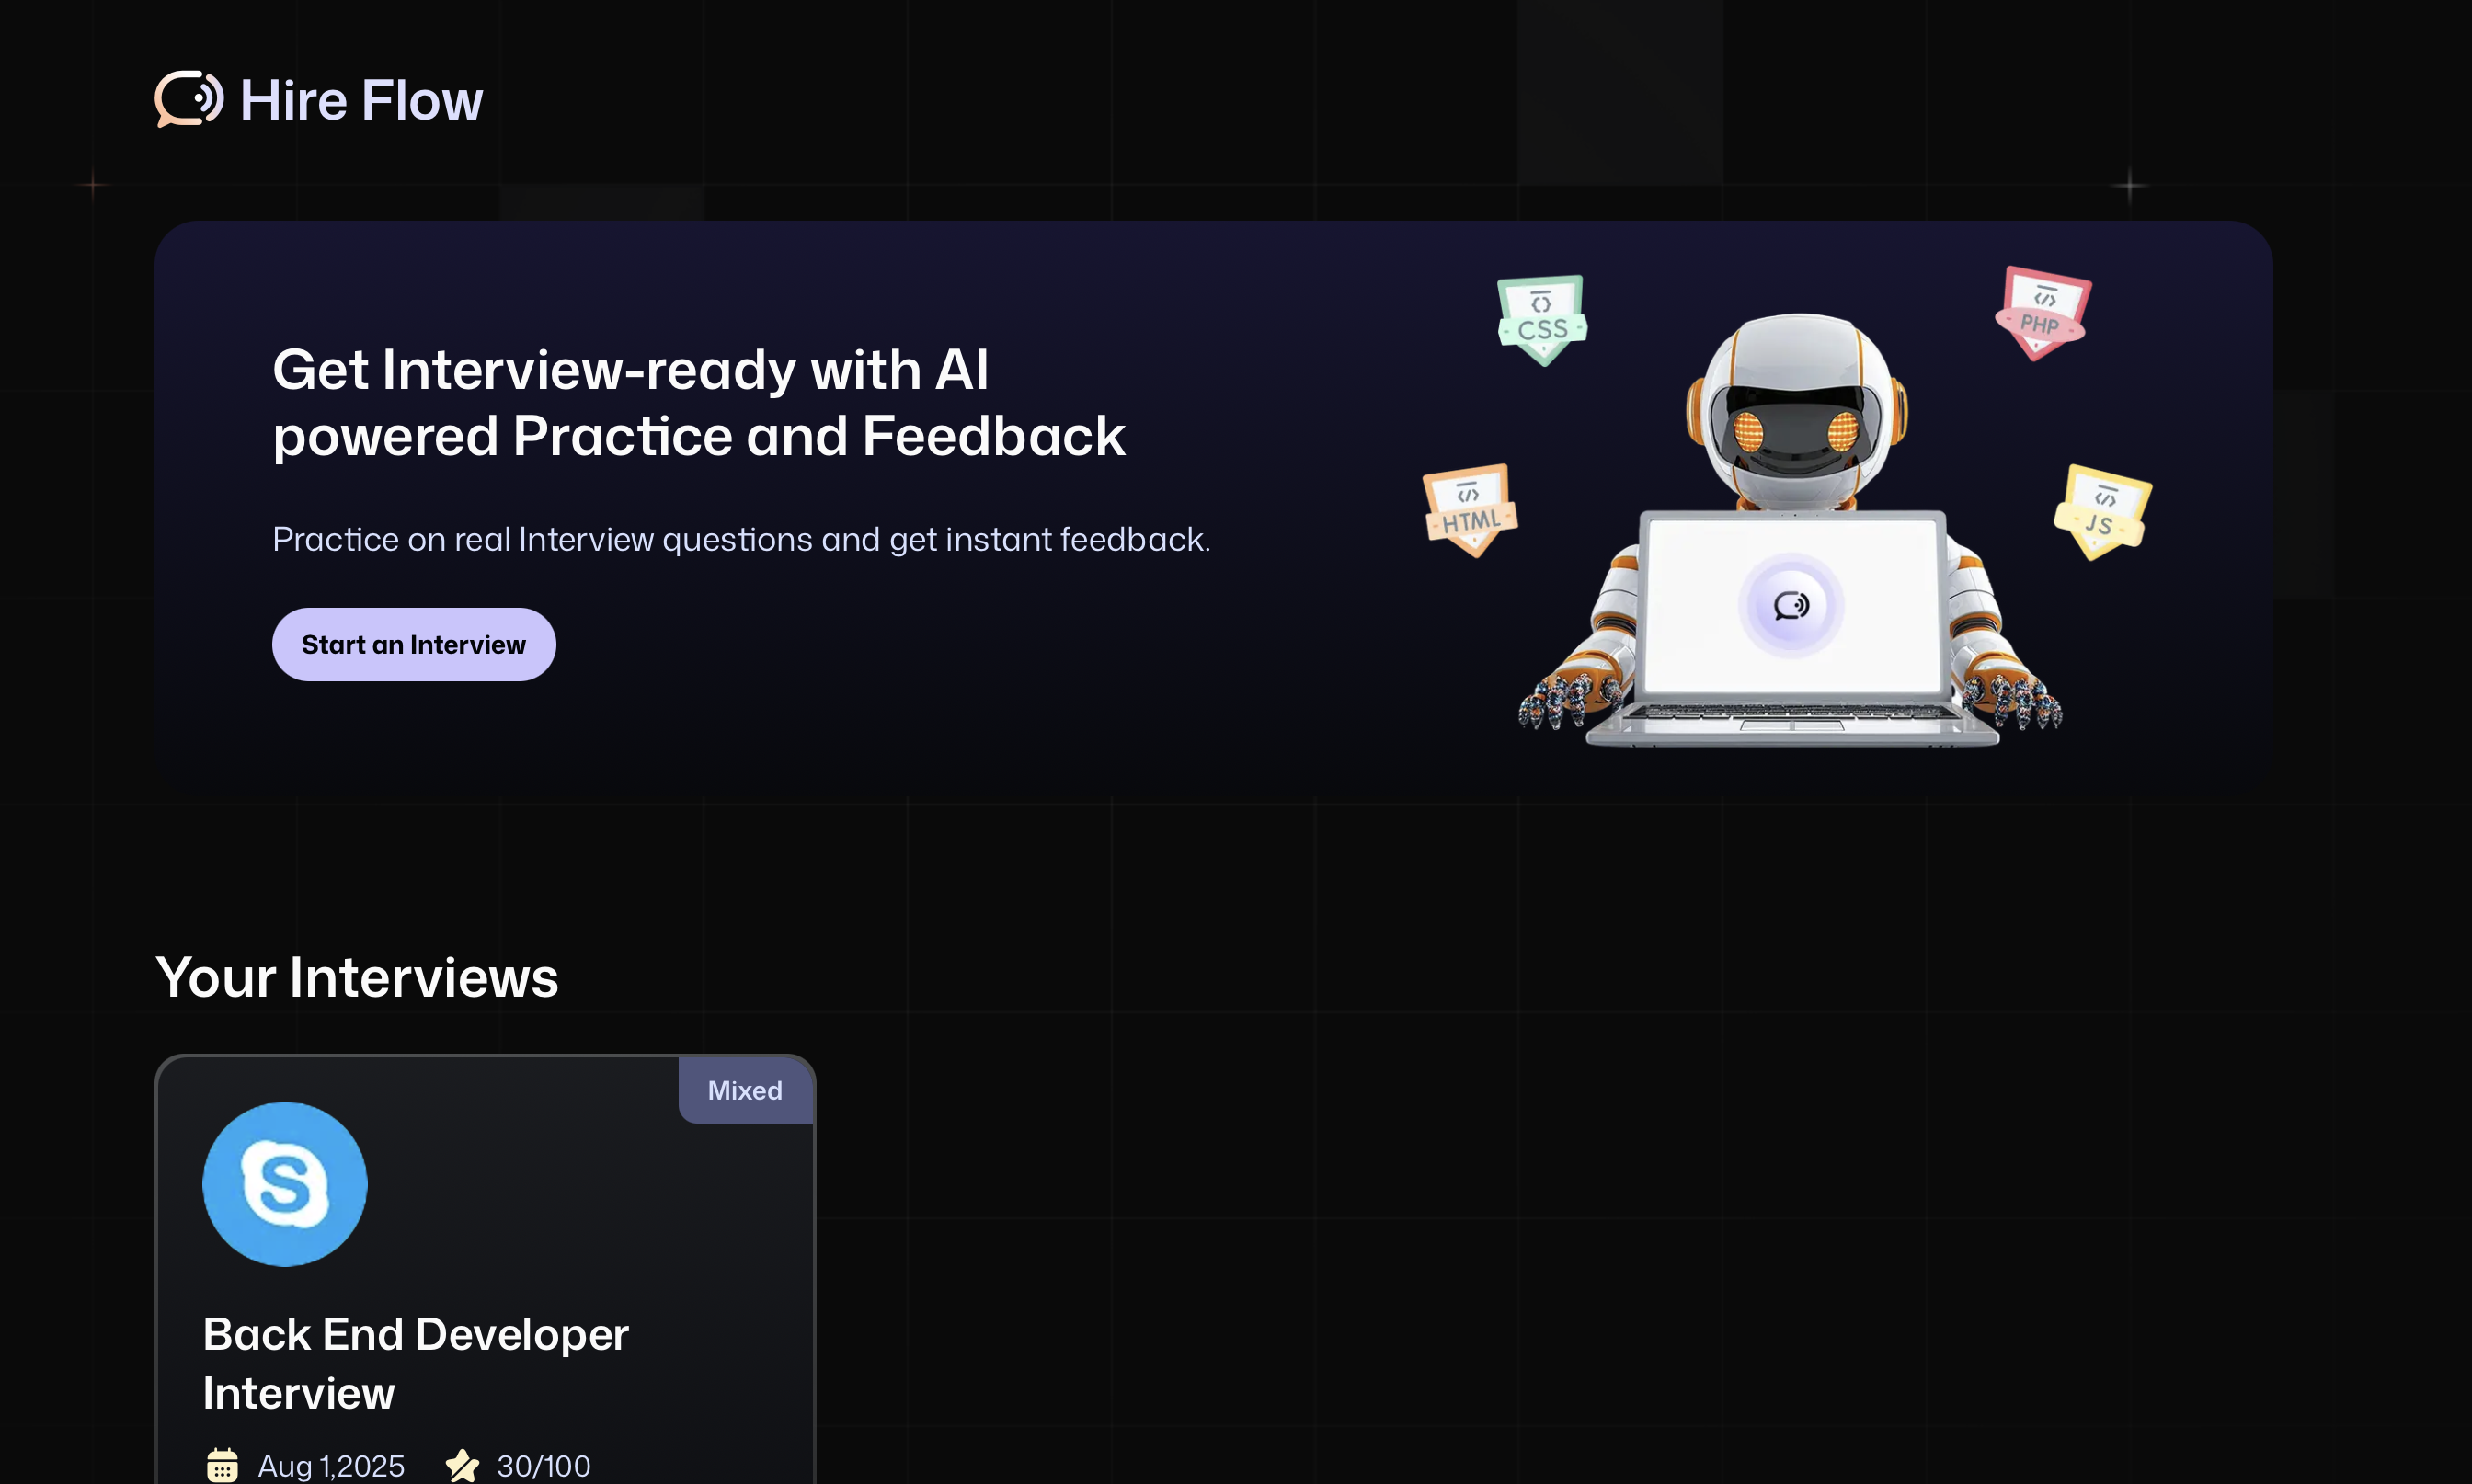 Hire Flow
Get Interview-ready with AI
powered Practice and Feedback
Practice on real Interview questions and get instant feedback.
Start an Interview
CSS
PHP
HTML
JS
Your Interviews
Mixed
S
Back End Developer
Interview
Aug 1,2025 30/100